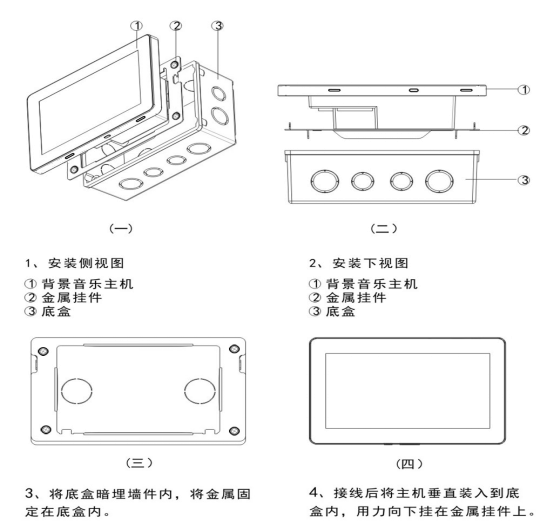 ① ② ③
①
②
③
(一)
(二)
1、安装侧视图
① 背景音乐主机
② 金属挂件
③ 底盒
2、安装下视图
① 背景音乐主机
② 金属挂件
③ 底盒
(三)
(四)
3、将底盒暗埋墙件内，将金属固
定在底盒内。
4、接线后将主机垂直装入到底
盒内，用力向下挂在金属挂件上。